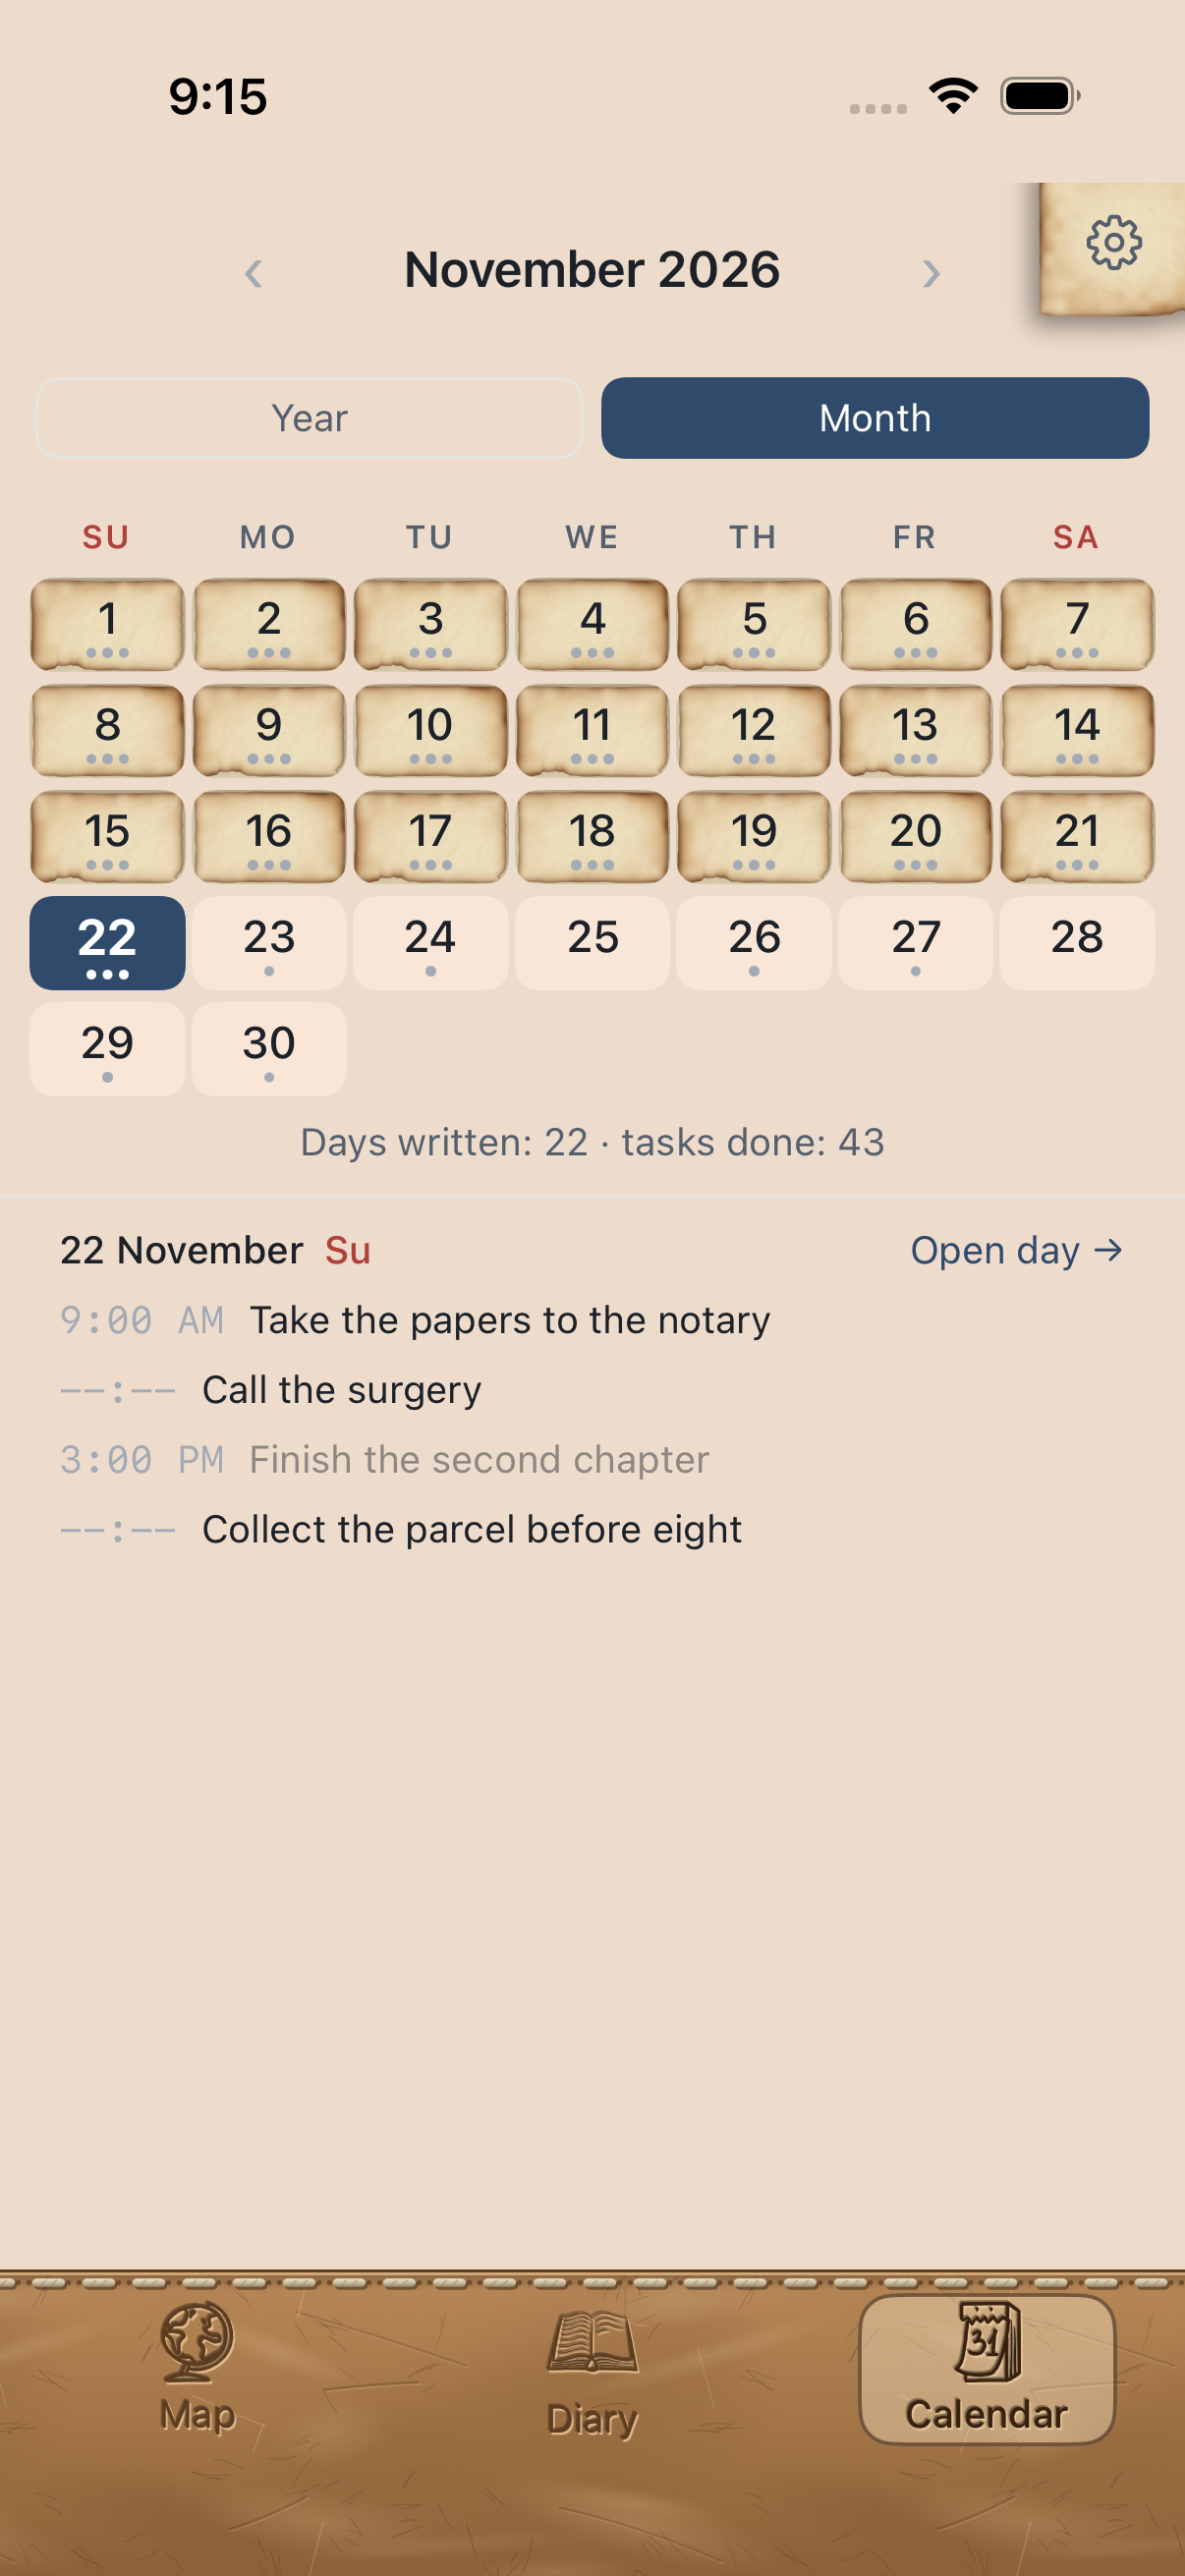 9:15
‹ November 2026 ›
Year Month
SU MO TU WE TH FR SA
1 2 3 4 5 6 7
8 9 10 11 12 13 14
15 16 17 18 19 20 21
22 23 24 25 26 27 28
29 30
Days written: 22 · tasks done: 43
22 November Su Open day →
9:00 AM Take the papers to the notary
--:-- Call the surgery
3:00 PM Finish the second chapter
--:-- Collect the parcel before eight
31
Map Diary Calendar